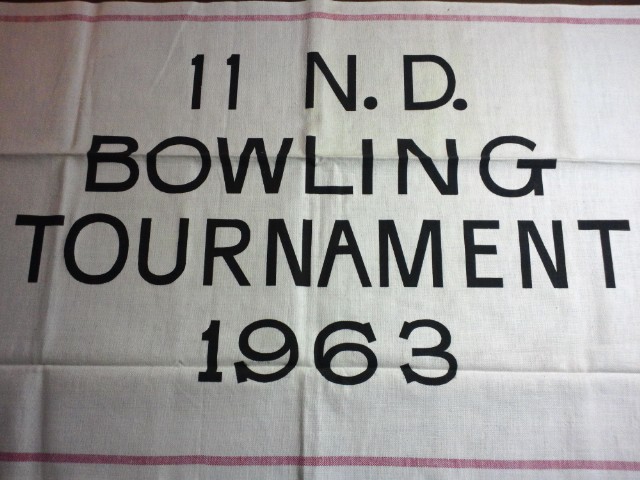 11 N.D.
BOWLING
TOURNAMENT
1963